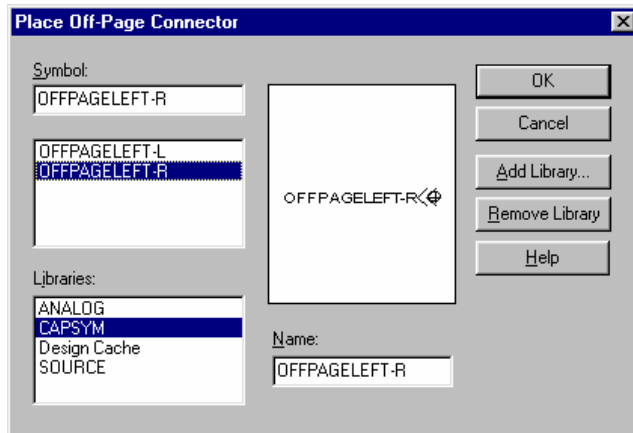 Place Off-Page Connector
Symbol:
OFFPAGELEFT-R
OFFPAGELEFT-L
OFFPAGELEFT-R
Libraries:
ANALOG
CAPSYM
Design Cache
SOURCE
OFFPAGELEFT-R
Name:
OFFPAGELEFT-R
OK
Cancel
Add Library...
Remove Library
Help